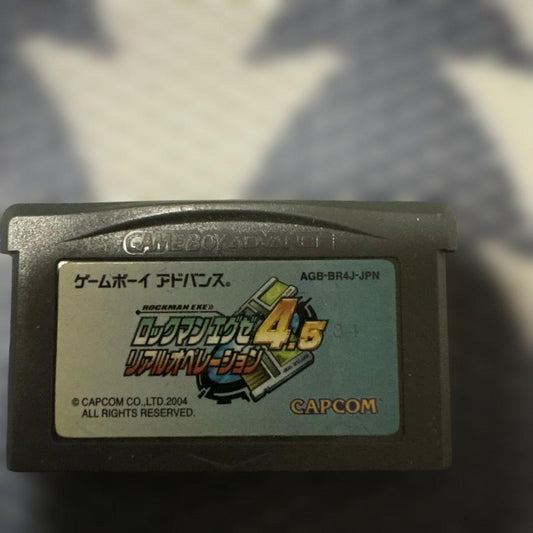 GAME BOY ADVANCE
ゲームボーイ アドバンス®
AGB-BR4J-JPN
ROCKMAN EXE
ロックマンエグゼ4.5
リアルオペレーション
© CAPCOM CO.,LTD.2004
ALL RIGHTS RESERVED.
CAPCOM